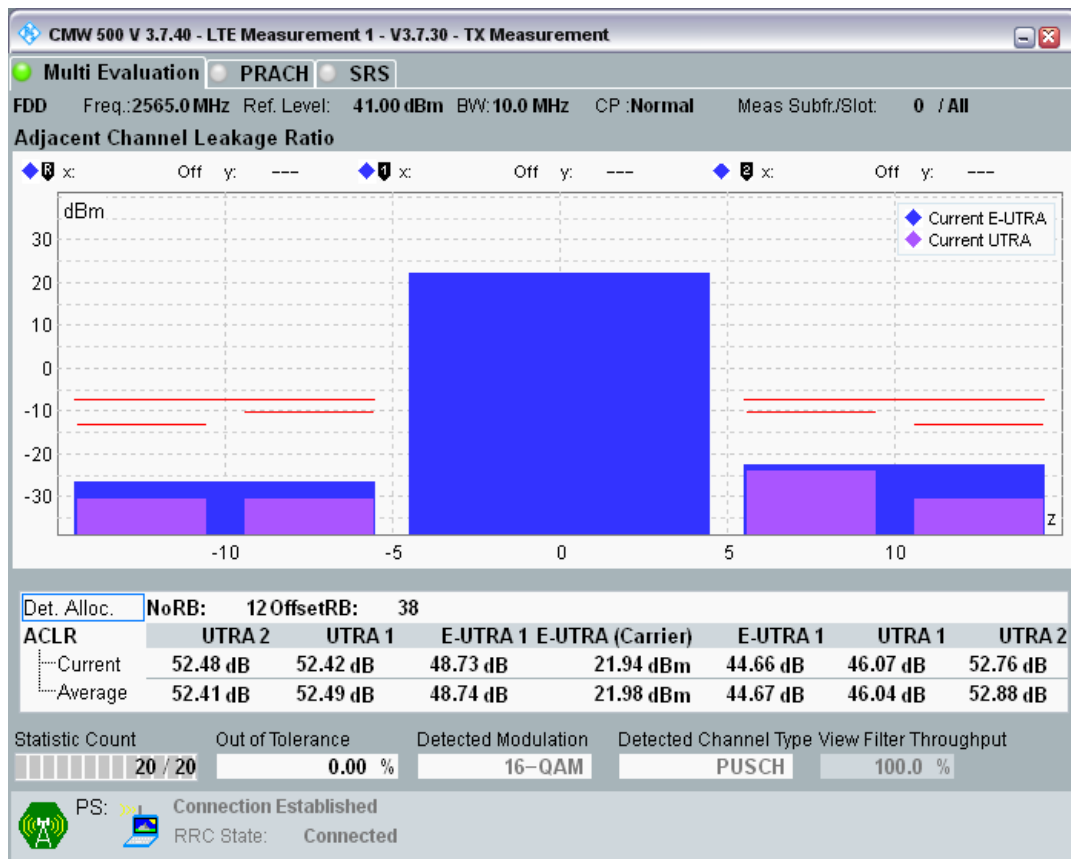 CMW 500 V 3.7.40 - LTE Measurement 1 - V3.7.30 - TX Measurement
Multi Evaluation PRACH SRS
FDD Freq.:2565.0 MHz Ref. Level: 41.00 dBm BW:10.0 MHz CP :Normal Meas Subfr./Slot: 0 / All
Adjacent Channel Leakage Ratio
R x: Off y: --- 1 x: Off y: --- 2 x: Off y: ---
dBm
Current E-UTRA
Current UTRA
30
20
10
0
-10
-20
-30
z
-10 -5 0 5 10
Det. Alloc. NoRB: 12 OffsetRB: 38
ACLR UTRA 2 UTRA 1 E-UTRA 1 E-UTRA (Carrier) E-UTRA 1 UTRA 1 UTRA 2
Current 52.48 dB 52.42 dB 48.73 dB 21.94 dBm 44.66 dB 46.07 dB 52.76 dB
Average 52.41 dB 52.49 dB 48.74 dB 21.98 dBm 44.67 dB 46.04 dB 52.88 dB
Statistic Count Out of Tolerance Detected Modulation Detected Channel Type View Filter Throughput
20 / 20 0.00 % 16-QAM PUSCH 100.0 %
PS: Connection Established
RRC State: Connected